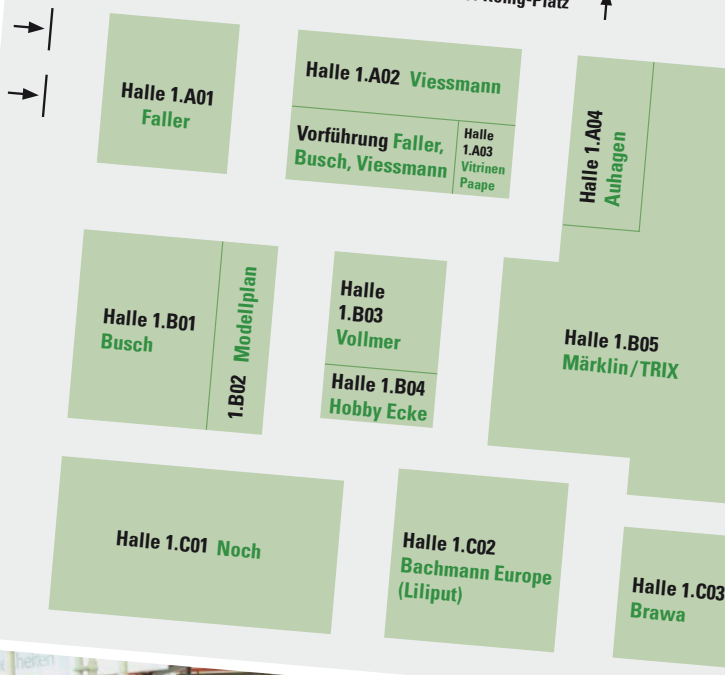 König-Platz
Halle 1.A01
Faller
Halle 1.A02 Viessmann
Vorführung Faller,
Busch, Viessmann
Halle
1.A03
Vitrinen
Paape
Halle 1.A04
Auhagen
Halle 1.B01
Busch
1.B02 Modellplan
Halle
1.B03
Vollmer
Halle 1.B04
Hobby Ecke
Halle 1.B05
Märklin/TRIX
Halle 1.C01 Noch
Halle 1.C02
Bachmann Europe
(Liliput)
Halle 1.C03
Brawa